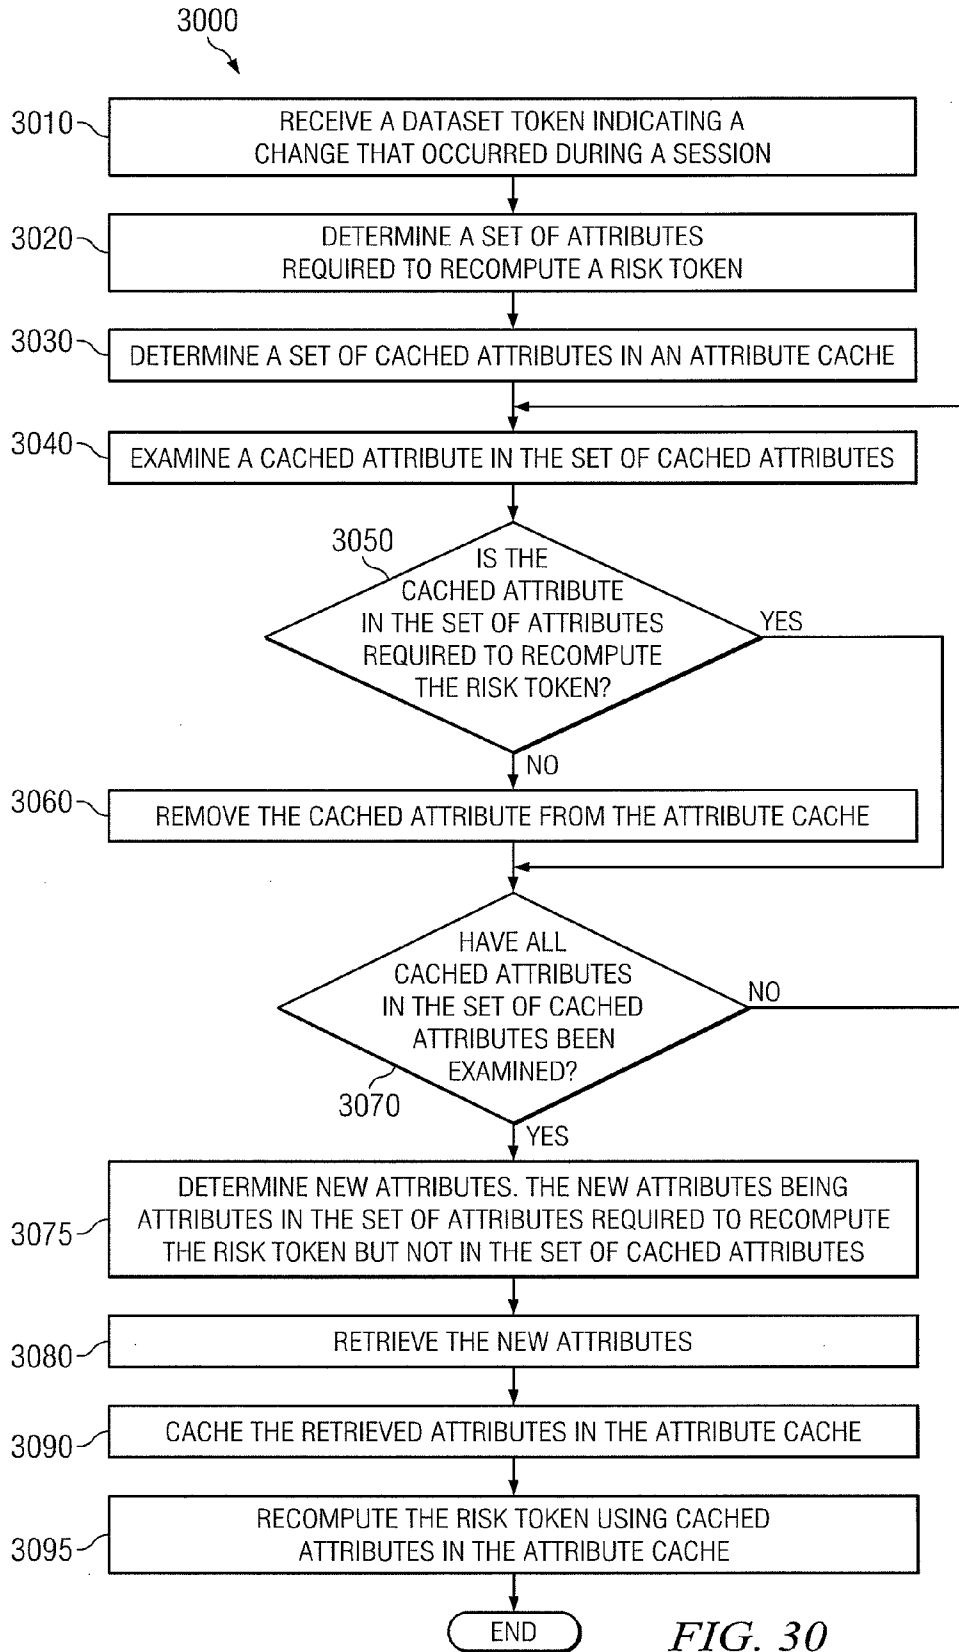 3000
3010
RECEIVE A DATASET TOKEN INDICATING A
CHANGE THAT OCCURRED DURING A SESSION
3020
DETERMINE A SET OF ATTRIBUTES
REQUIRED TO RECOMPUTE A RISK TOKEN
3030
DETERMINE A SET OF CACHED ATTRIBUTES IN AN ATTRIBUTE CACHE
3040
EXAMINE A CACHED ATTRIBUTE IN THE SET OF CACHED ATTRIBUTES
3050
IS THE
CACHED ATTRIBUTE
IN THE SET OF ATTRIBUTES
REQUIRED TO RECOMPUTE
THE RISK TOKEN?
YES
NO
3060
REMOVE THE CACHED ATTRIBUTE FROM THE ATTRIBUTE CACHE
HAVE ALL
CACHED ATTRIBUTES
IN THE SET OF CACHED
ATTRIBUTES BEEN
EXAMINED?
NO
3070
YES
3075
DETERMINE NEW ATTRIBUTES. THE NEW ATTRIBUTES BEING
ATTRIBUTES IN THE SET OF ATTRIBUTES REQUIRED TO RECOMPUTE
THE RISK TOKEN BUT NOT IN THE SET OF CACHED ATTRIBUTES
3080
RETRIEVE THE NEW ATTRIBUTES
3090
CACHE THE RETRIEVED ATTRIBUTES IN THE ATTRIBUTE CACHE
3095
RECOMPUTE THE RISK TOKEN USING CACHED
ATTRIBUTES IN THE ATTRIBUTE CACHE
END
FIG. 30